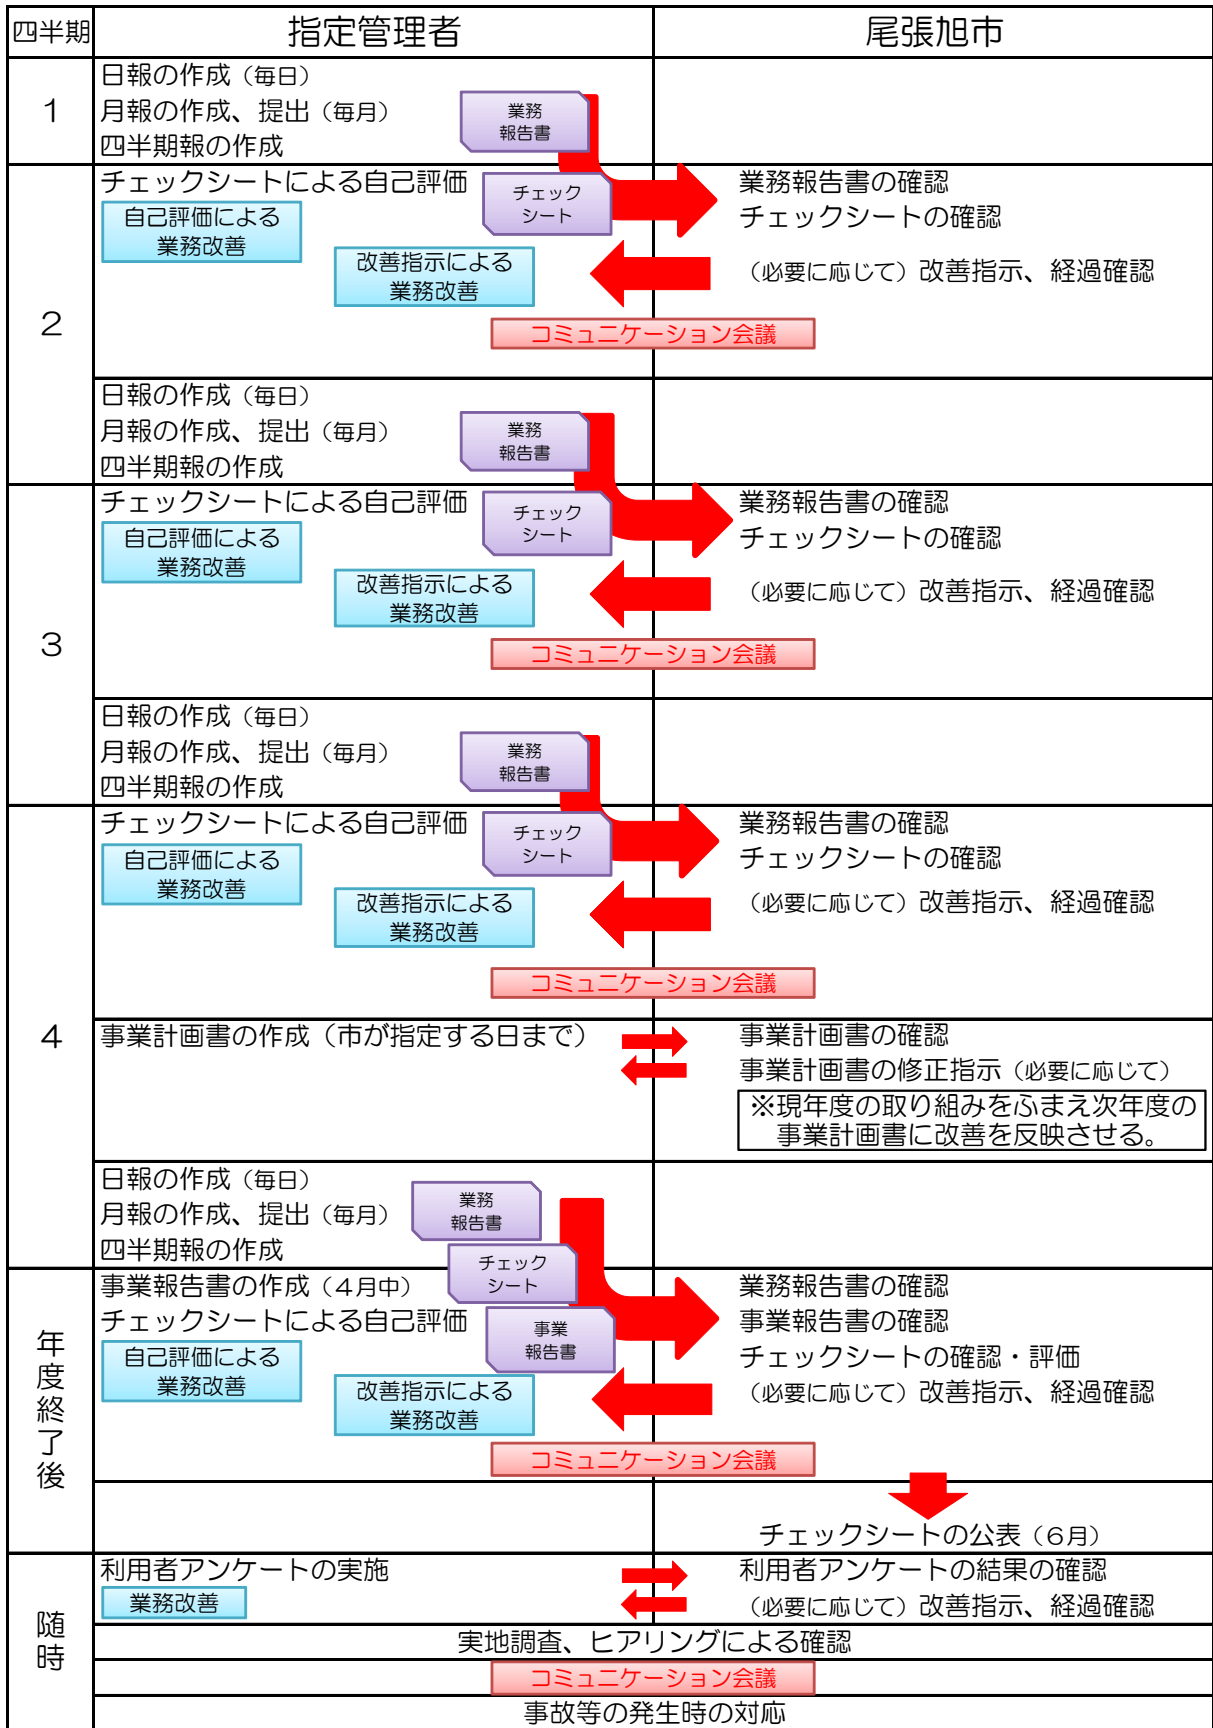 四半期
指定管理者
尾張旭市
1
日報の作成（毎日）
月報の作成、提出（毎月）
四半期報の作成
業務
報告書
2
チェックシートによる自己評価
チェック
シート
自己評価による
業務改善
改善指示による
業務改善
業務報告書の確認
チェックシートの確認
（必要に応じて）改善指示、経過確認
コミュニケーション会議
日報の作成（毎日）
月報の作成、提出（毎月）
四半期報の作成
業務
報告書
3
チェックシートによる自己評価
チェック
シート
自己評価による
業務改善
改善指示による
業務改善
業務報告書の確認
チェックシートの確認
（必要に応じて）改善指示、経過確認
コミュニケーション会議
日報の作成（毎日）
月報の作成、提出（毎月）
四半期報の作成
業務
報告書
4
チェックシートによる自己評価
チェック
シート
自己評価による
業務改善
改善指示による
業務改善
業務報告書の確認
チェックシートの確認
（必要に応じて）改善指示、経過確認
コミュニケーション会議
事業計画書の作成（市が指定する日まで）
事業計画書の確認
事業計画書の修正指示（必要に応じて）
※現年度の取り組みをふまえ次年度の
事業計画書に改善を反映させる。
日報の作成（毎日）
月報の作成、提出（毎月）
四半期報の作成
業務
報告書
チェック
シート
年度終了後
事業報告書の作成（４月中）
チェックシートによる自己評価
事業
報告書
自己評価による
業務改善
改善指示による
業務改善
業務報告書の確認
事業報告書の確認
チェックシートの確認・評価
（必要に応じて）改善指示、経過確認
コミュニケーション会議
チェックシートの公表（６月）
随時
利用者アンケートの実施
業務改善
利用者アンケートの結果の確認
（必要に応じて）改善指示、経過確認
実地調査、ヒアリングによる確認
コミュニケーション会議
事故等の発生時の対応